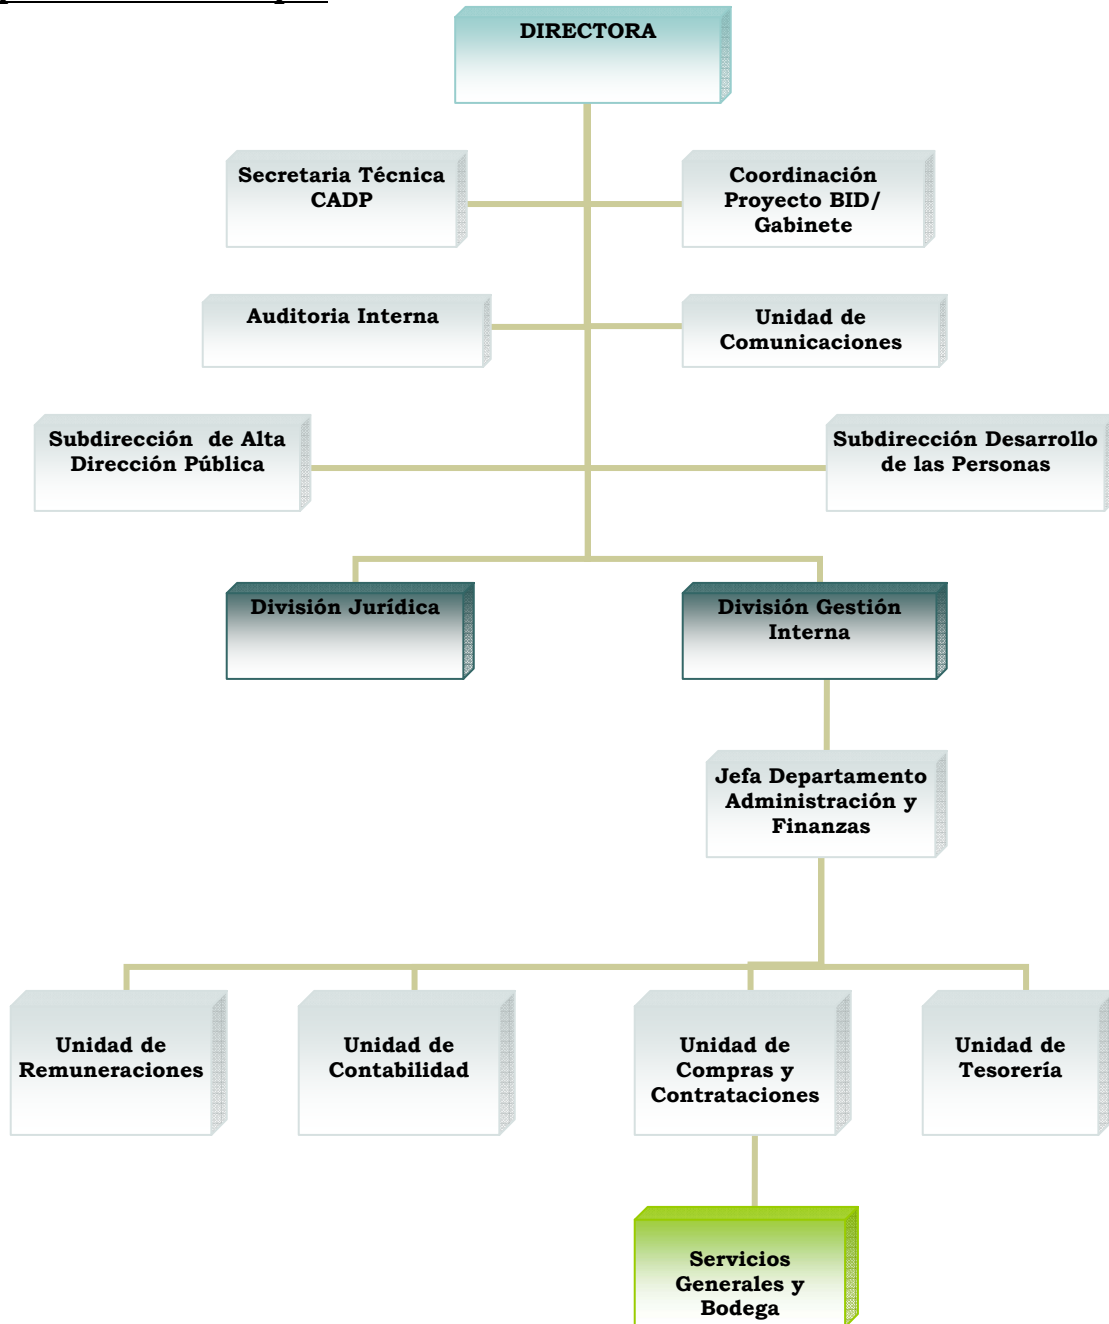 DIRECTORA
Secretaria Técnica
CADP
Coordinación
Proyecto BID/
Gabinete
Auditoria Interna
Unidad de
Comunicaciones
Subdirección  de Alta
Dirección Pública
Subdirección Desarrollo
de las Personas
División Jurídica
División Gestión
Interna
Jefa Departamento
Administración y
Finanzas
Unidad de
Remuneraciones
Unidad de
Contabilidad
Unidad de
Compras y
Contrataciones
Unidad de
Tesorería
Servicios
Generales y
Bodega